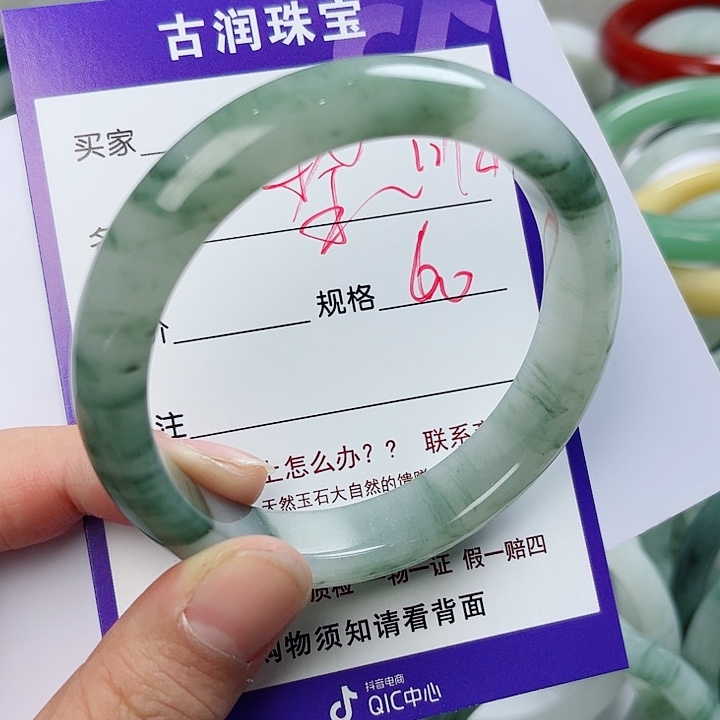 古润珠宝
买家
规格 60
注
怎么办？？ 联系
天然玉石大自然的馈赠
质检 一物一证 假一赔四
购物须知请看背面
抖音电商
QIC中心